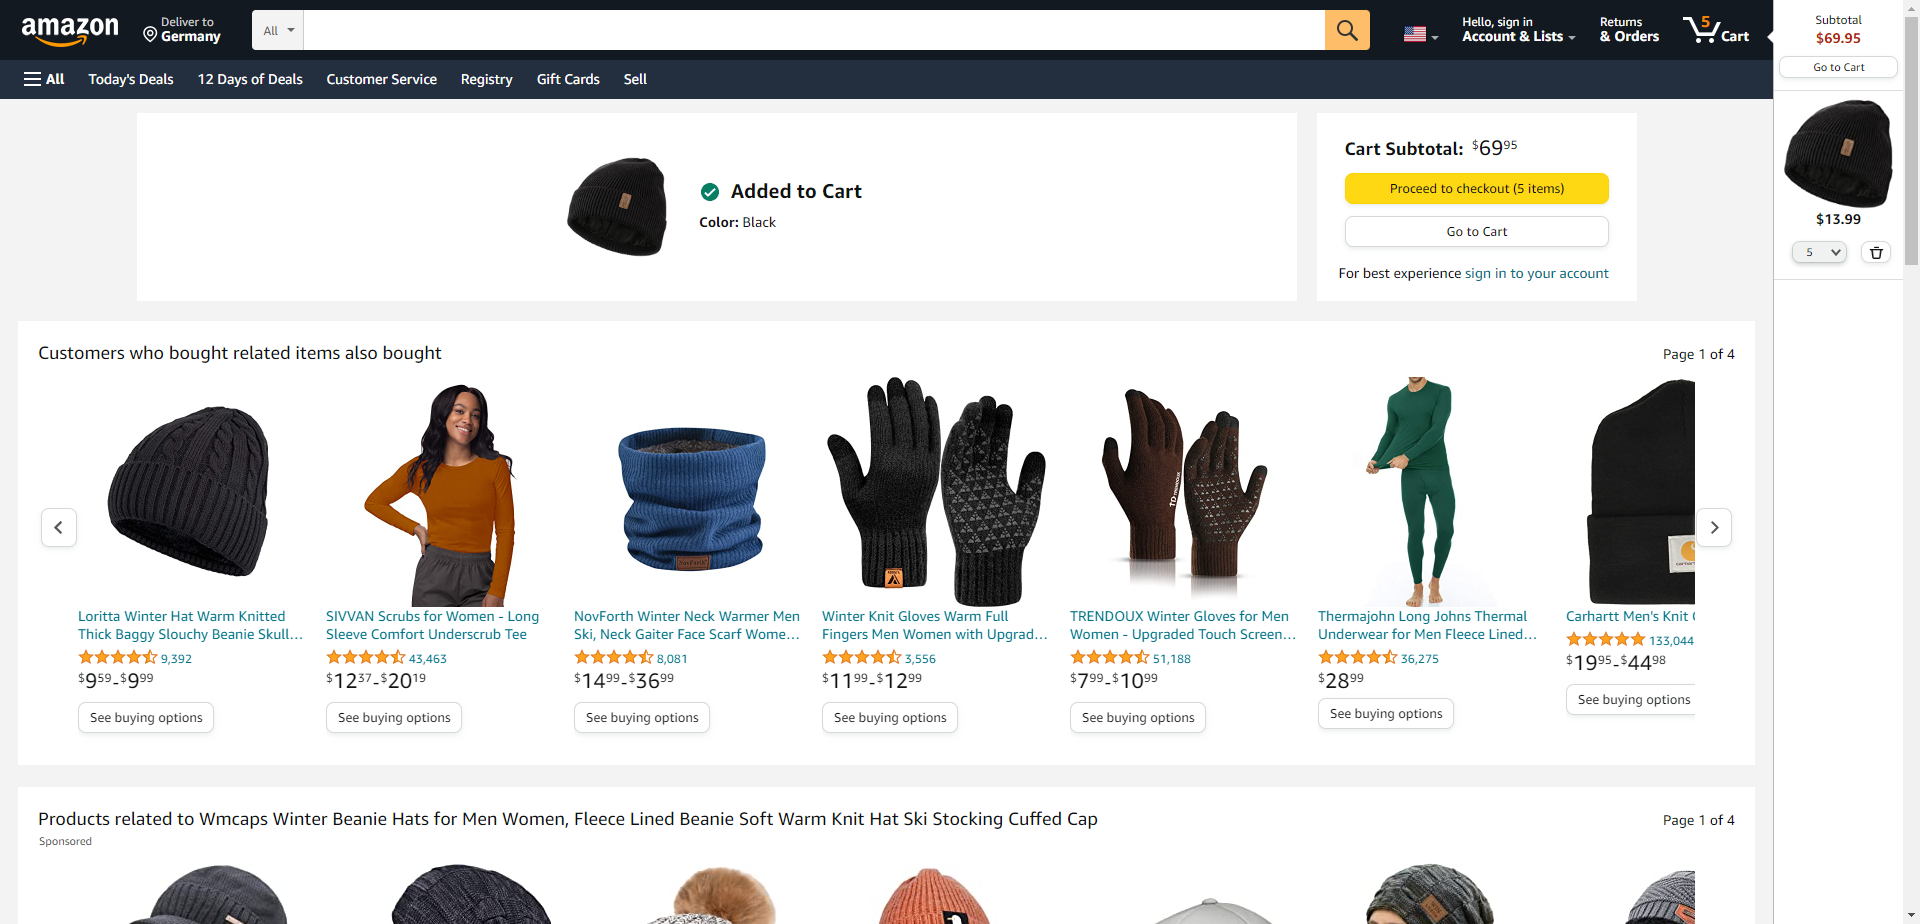 amazon
Deliver to
Germany
All
Hello, sign in
Account & Lists
Returns
& Orders
5
Cart
All
Today's Deals
12 Days of Deals
Customer Service
Registry
Gift Cards
Sell
Subtotal
$69.95
Go to Cart
$13.99
5
Added to Cart
Color: Black
Cart Subtotal: $69.95
Proceed to checkout (5 items)
Go to Cart
For best experience sign in to your account
Customers who bought related items also bought
Page 1 of 4
Loritta Winter Hat Warm Knitted
Thick Baggy Slouchy Beanie Skull...
9,392
$9.59-$9.99
See buying options
SIVVAN Scrubs for Women - Long
Sleeve Comfort Underscrub Tee
43,463
$12.37-$20.19
See buying options
NovForth Winter Neck Warmer Men
Ski, Neck Gaiter Face Scarf Wome...
8,081
$14.99-$36.99
See buying options
Winter Knit Gloves Warm Full
Fingers Men Women with Upgrad...
3,556
$11.99-$12.99
See buying options
TRENDOUX Winter Gloves for Men
Women - Upgraded Touch Screen...
51,188
$7.99-$10.99
See buying options
Thermajohn Long Johns Thermal
Underwear for Men Fleece Lined...
36,275
$28.99
See buying options
Carhartt Men's Knit
133,044
$19.95-$44.98
See buying options
Products related to Wmcaps Winter Beanie Hats for Men Women, Fleece Lined Beanie Soft Warm Knit Hat Ski Stocking Cuffed Cap
Page 1 of 4
Sponsored